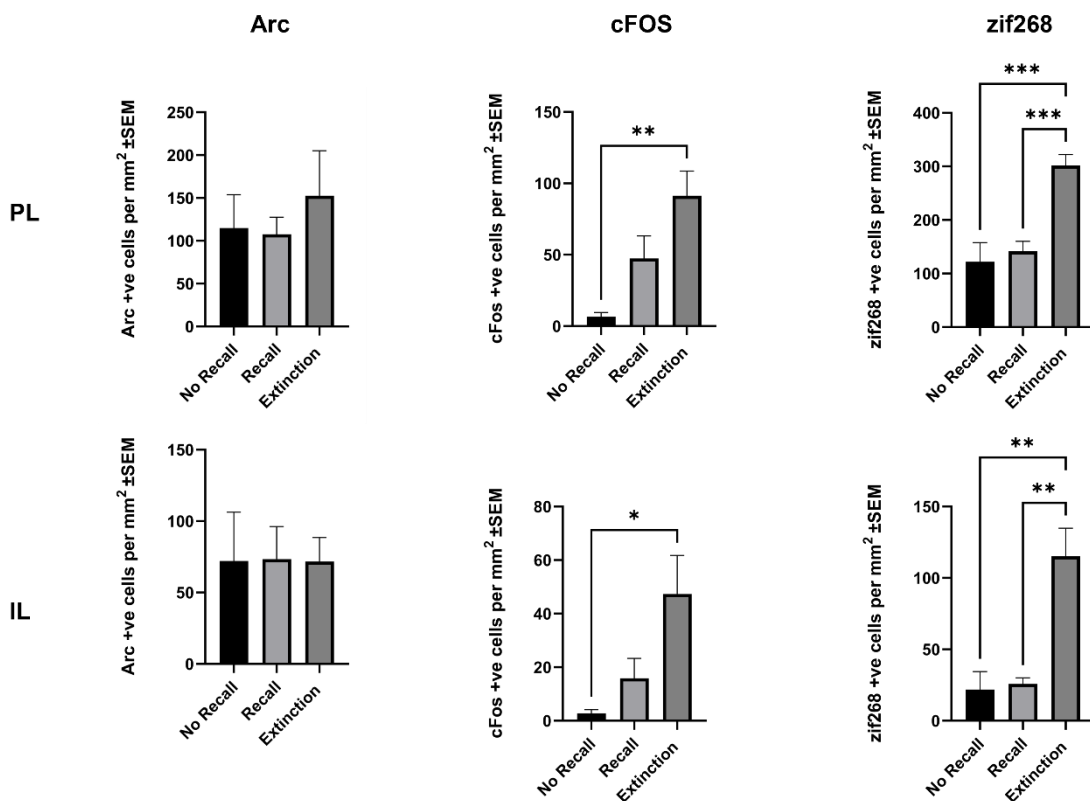 Arc
cFOS
zif268
PL
Arc +ve cells per mm² ±SEM
250
200
150
100
50
0
No Recall
Recall
Extinction
cFos +ve cells per mm² ±SEM
150
100
50
0
**
No Recall
Recall
Extinction
zif268 +ve cells per mm² ±SEM
400
300
200
100
0
***
***
No Recall
Recall
Extinction
IL
Arc +ve cells per mm² ±SEM
150
100
50
0
No Recall
Recall
Extinction
cFos +ve cells per mm² ±SEM
80
60
40
20
0
*
No Recall
Recall
Extinction
zif268 +ve cells per mm² ±SEM
150
100
50
0
**
**
No Recall
Recall
Extinction